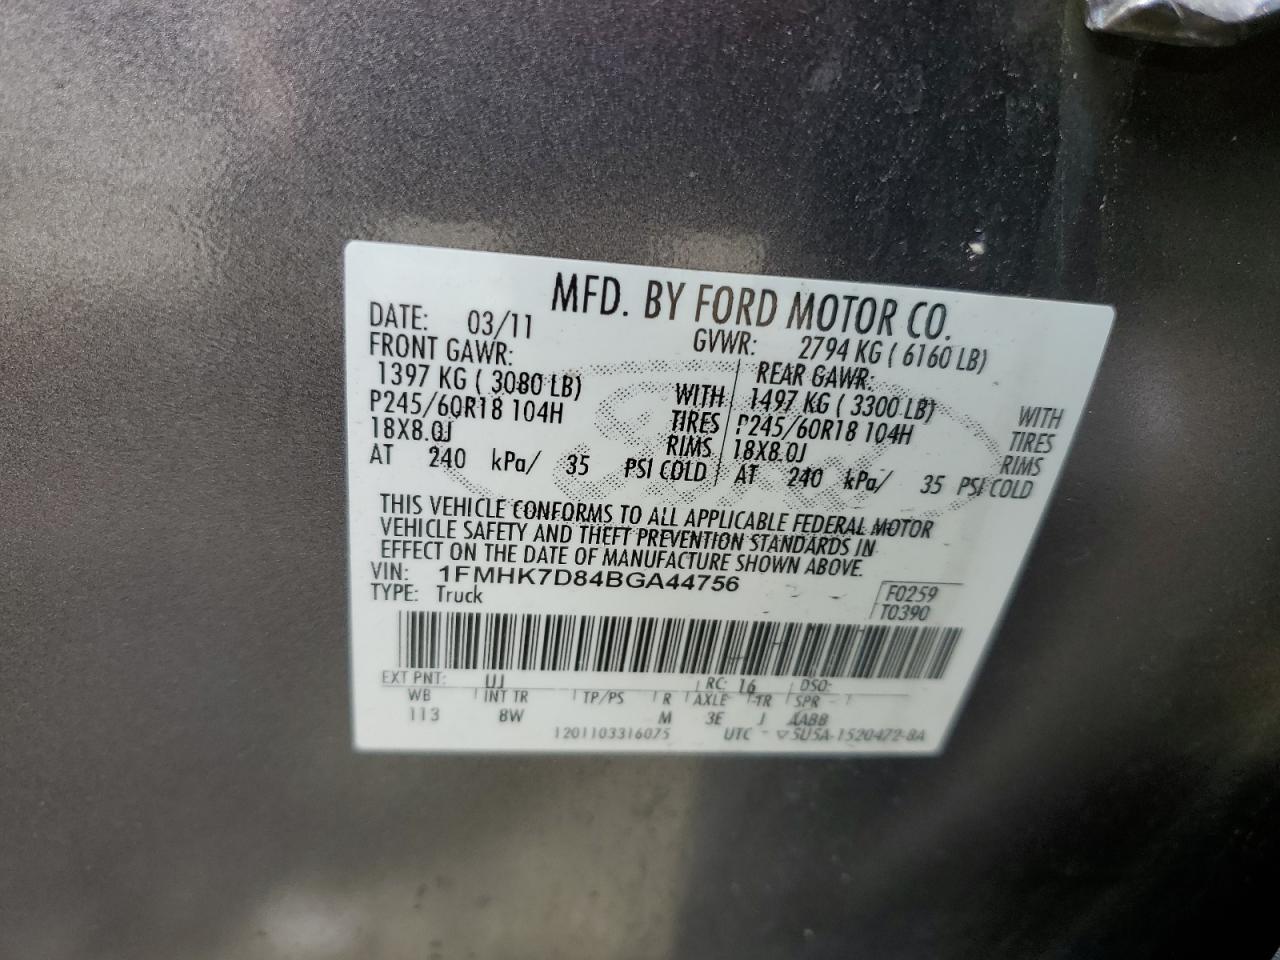 MFD. BY FORD MOTOR CO.
DATE: 03/11 GVWR: 2794 KG ( 6160 LB)
FRONT GAWR: REAR GAWR:
1397 KG ( 3080 LB) WITH 1497 KG ( 3300 LB) WITH
P245/60R18 104H TIRES P245/60R18 104H TIRES
18X8.0J RIMS 18X8.0J RIMS
AT 240 kPa/ 35 PSI COLD AT 240 kPa/ 35 PSI COLD
THIS VEHICLE CONFORMS TO ALL APPLICABLE FEDERAL MOTOR
VEHICLE SAFETY AND THEFT PREVENTION STANDARDS IN
EFFECT ON THE DATE OF MANUFACTURE SHOWN ABOVE.
VIN: 1FMHK7D84BGA44756 F0259
TYPE: Truck T0390
EXT PNT: UJ RC: 16 DSO:
WB INT TR TP/PS R AXLE TR SPR
113 8W M 3E J AABB
1201103316075 UTC - ▽5U5A-1520472-8A